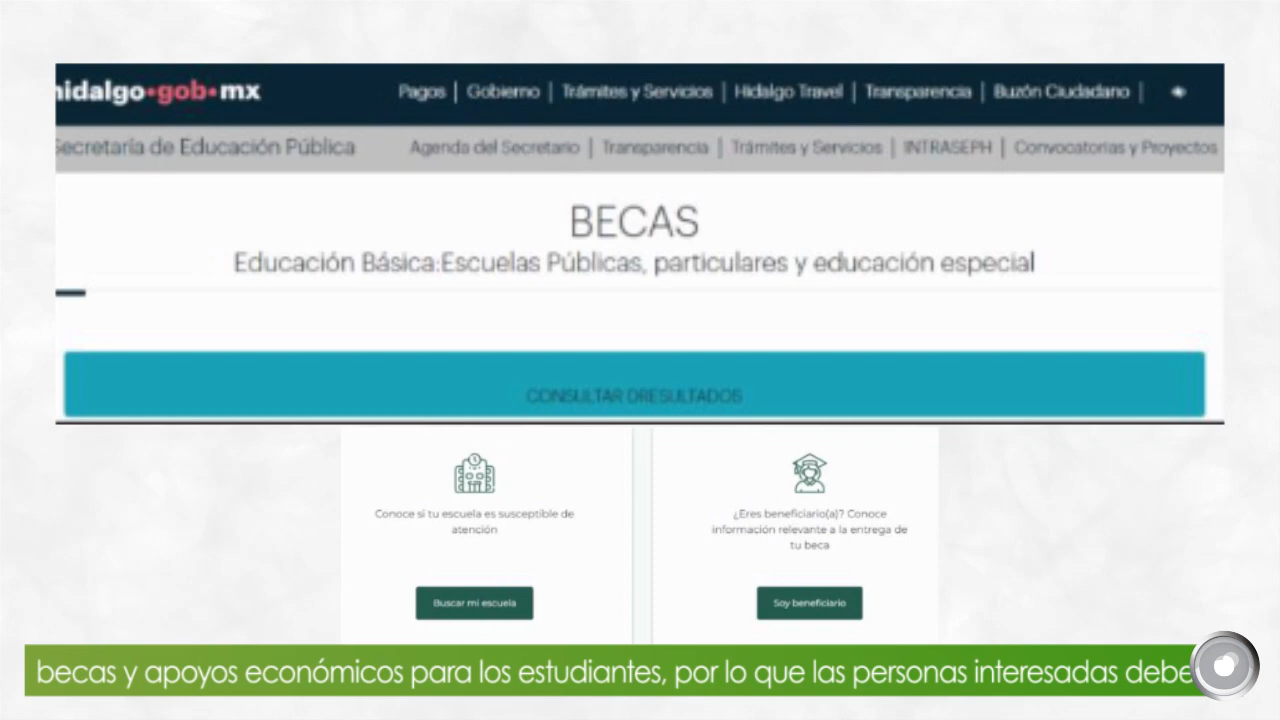 hidalgo·gob·mx
Pagos | Gobierno | Trámites y Servicios | Hidalgo Travel | Transparencia | Buzón Ciudadano |
Secretaría de Educación Pública
Agenda del Secretario | Transparencia | Trámites y Servicios | INTRASEPH | Convocatorias y Proyectos
BECAS
Educación Básica:Escuelas Públicas, particulares y educación especial
CONSULTAR DRESULTADOS
Conoce si tu escuela es susceptible de
atención
Buscar mi escuela
¿Eres beneficiario(a)? Conoce
información relevante a la entrega de
tu beca
Soy beneficiario
becas y apoyos económicos para los estudiantes, por lo que las personas interesadas debe